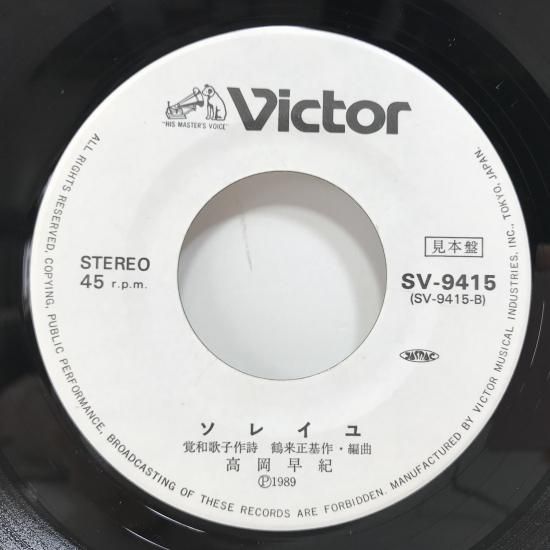 "HIS MASTER'S VOICE"
Victor
STEREO
45 r.p.m.
見本盤
SV-9415
(SV-9415-B)
JASRAC
ソレイユ
覚和歌子作詩 鶴来正基作・編曲
高岡早紀
Ⓟ1989
ALL RIGHTS RESERVED, COPYING, PUBLIC PERFORMANCE, BROADCASTING OF THESE RECORDS ARE FORBIDDEN. MANUFACTURED BY VICTOR MUSICAL INDUSTRIES, INC., TOKYO, JAPAN.